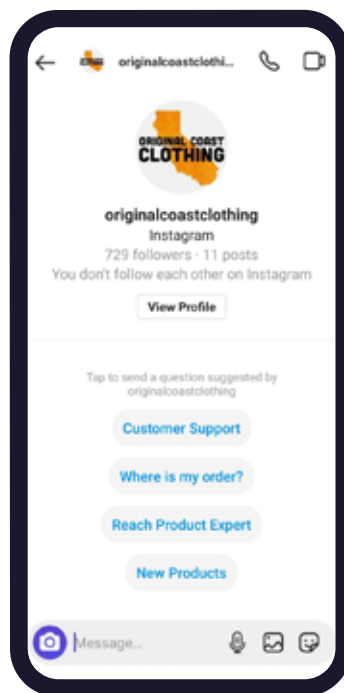 originalcoastclothi...
ORIGINAL COAST
CLOTHING
originalcoastclothing
Instagram
729 followers · 11 posts
You don't follow each other on Instagram
View Profile
Tap to send a question suggested by
originalcoastclothing
Customer Support
Where is my order?
Reach Product Expert
New Products
Message...